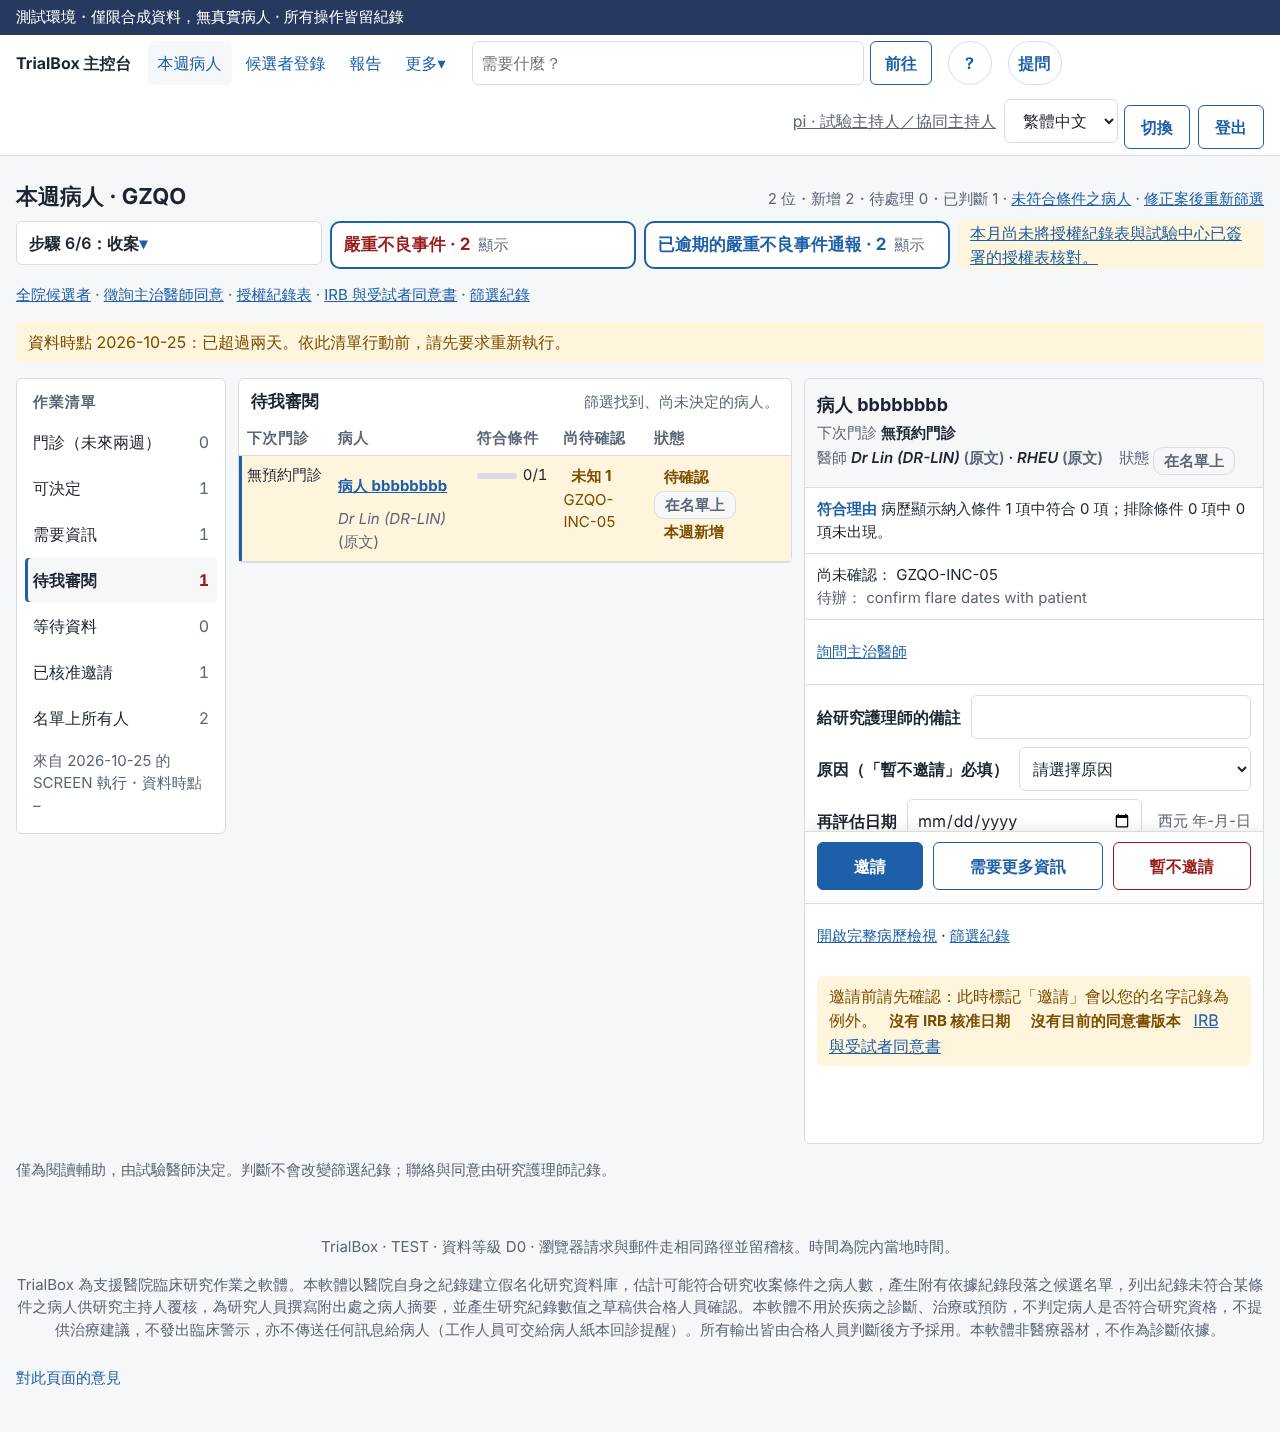 測試環境・僅限合成資料，無真實病人 · 所有操作皆留紀錄
TrialBox 主控台
本週病人
候選者登錄
報告
更多▾
需要什麼？
前往
?
提問
pi · 試驗主持人／協同主持人
繁體中文
切換
登出
本週病人 · GZQO
2 位・新增 2・待處理 0・已判斷 1 · 未符合條件之病人 · 修正案後重新篩選
步驟 6/6：收案▾
嚴重不良事件 · 2 顯示
已逾期的嚴重不良事件通報 · 2 顯示
本月尚未將授權紀錄表與試驗中心已簽
署的授權表核對。
全院候選者 · 徵詢主治醫師同意 · 授權紀錄表 · IRB 與受試者同意書 · 篩選紀錄
資料時點 2026-10-25：已超過兩天。依此清單行動前，請先要求重新執行。
作業清單
門診（未來兩週） 0
可決定 1
需要資訊 1
待我審閱 1
等待資料 0
已核准邀請 1
名單上所有人 2
來自 2026-10-25 的
SCREEN 執行・資料時點
–
待我審閱
篩選找到、尚未決定的病人。
下次門診 病人 符合條件 尚待確認 狀態
無預約門診
病人 bbbbbbbb
Dr Lin (DR-LIN)
(原文)
0/1
未知 1
GZQO-
INC-05
待確認
在名單上
本週新增
病人 bbbbbbbb
下次門診 無預約門診
醫師 Dr Lin (DR-LIN) (原文) · RHEU (原文) 狀態 在名單上
符合理由 病歷顯示納入條件 1 項中符合 0 項；排除條件 0 項中 0
項未出現。
尚未確認： GZQO-INC-05
待辦： confirm flare dates with patient
詢問主治醫師
給研究護理師的備註
原因（「暫不邀請」必填） 請選擇原因
再評估日期 mm/dd/yyyy 西元 年-月-日
邀請
需要更多資訊
暫不邀請
開啟完整病歷檢視 · 篩選紀錄
邀請前請先確認：此時標記「邀請」會以您的名字記錄為
例外。 沒有 IRB 核准日期 沒有目前的同意書版本 IRB
與受試者同意書
僅為閱讀輔助，由試驗醫師決定。判斷不會改變篩選紀錄；聯絡與同意由研究護理師記錄。
TrialBox · TEST · 資料等級 D0 · 瀏覽器請求與郵件走相同路徑並留稽核。時間為院內當地時間。
TrialBox 為支援醫院臨床研究作業之軟體。本軟體以醫院自身之紀錄建立假名化研究資料庫，估計可能符合研究收案條件之病人數，產生附有依據紀錄段落之候選名單，列出紀錄未符合某條
件之病人供研究主持人覆核，為研究人員撰寫附出處之病人摘要，並產生研究紀錄數值之草稿供合格人員確認。本軟體不用於疾病之診斷、治療或預防，不判定病人是否符合研究資格，不提
供治療建議，不發出臨床警示，亦不傳送任何訊息給病人（工作人員可交給病人紙本回診提醒）。所有輸出皆由合格人員判斷後方予採用。本軟體非醫療器材，不作為診斷依據。
對此頁面的意見